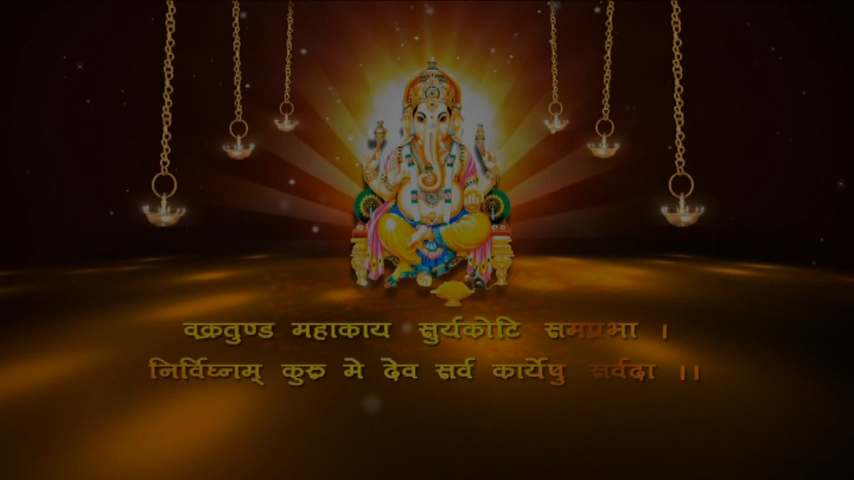 वक्रतुण्ड महाकाय सुर्यकोटि समप्रभा ।
निर्विघ्नम् कुरु मे देव सर्व कार्येषु सर्वदा ।।